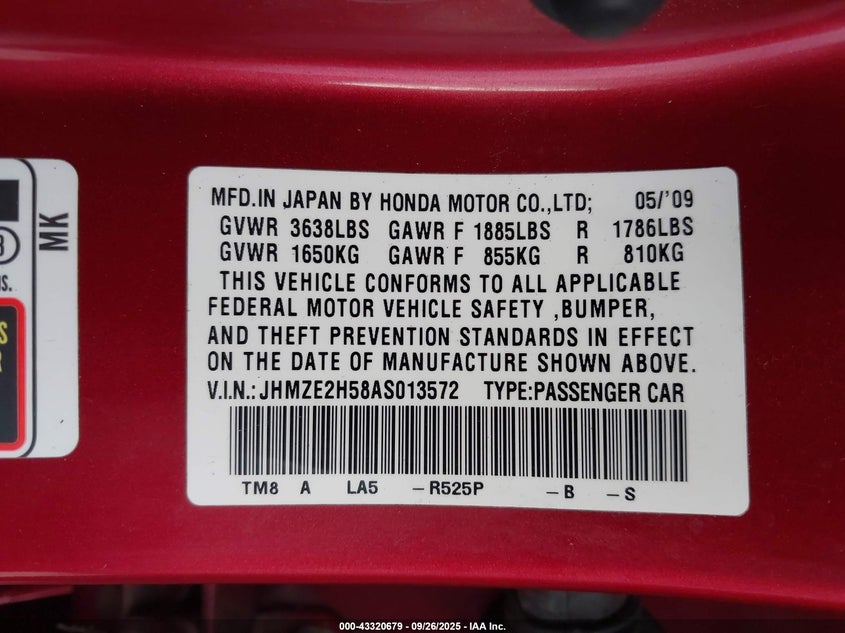 MFD.IN JAPAN BY HONDA MOTOR CO.,LTD; 05/'09
GVWR 3638LBS GAWR F 1885LBS R 1786LBS
GVWR 1650KG GAWR F 855KG R 810KG
THIS VEHICLE CONFORMS TO ALL APPLICABLE
FEDERAL MOTOR VEHICLE SAFETY ,BUMPER,
AND THEFT PREVENTION STANDARDS IN EFFECT
ON THE DATE OF MANUFACTURE SHOWN ABOVE.
V.I.N.: JHMZE2H58AS013572 TYPE:PASSENGER CAR
TM8 A LA5 –R525P –B –S
MK
000-43320679 - 09/26/2025 - IAA Inc.